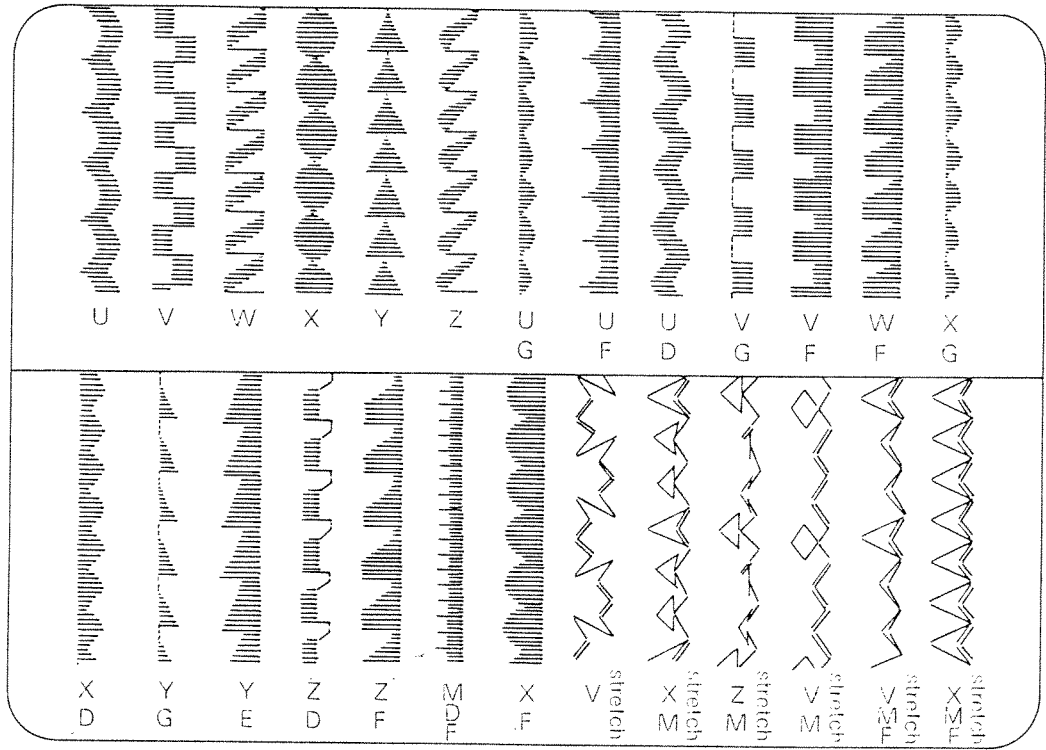 U V W X Y Z U U U V V W X
G F D G F F G
X Y Y Z Z M X V stretch X stretch Z stretch V stretch V stretch X stretch
D G E D F D F M M M M M
F F F